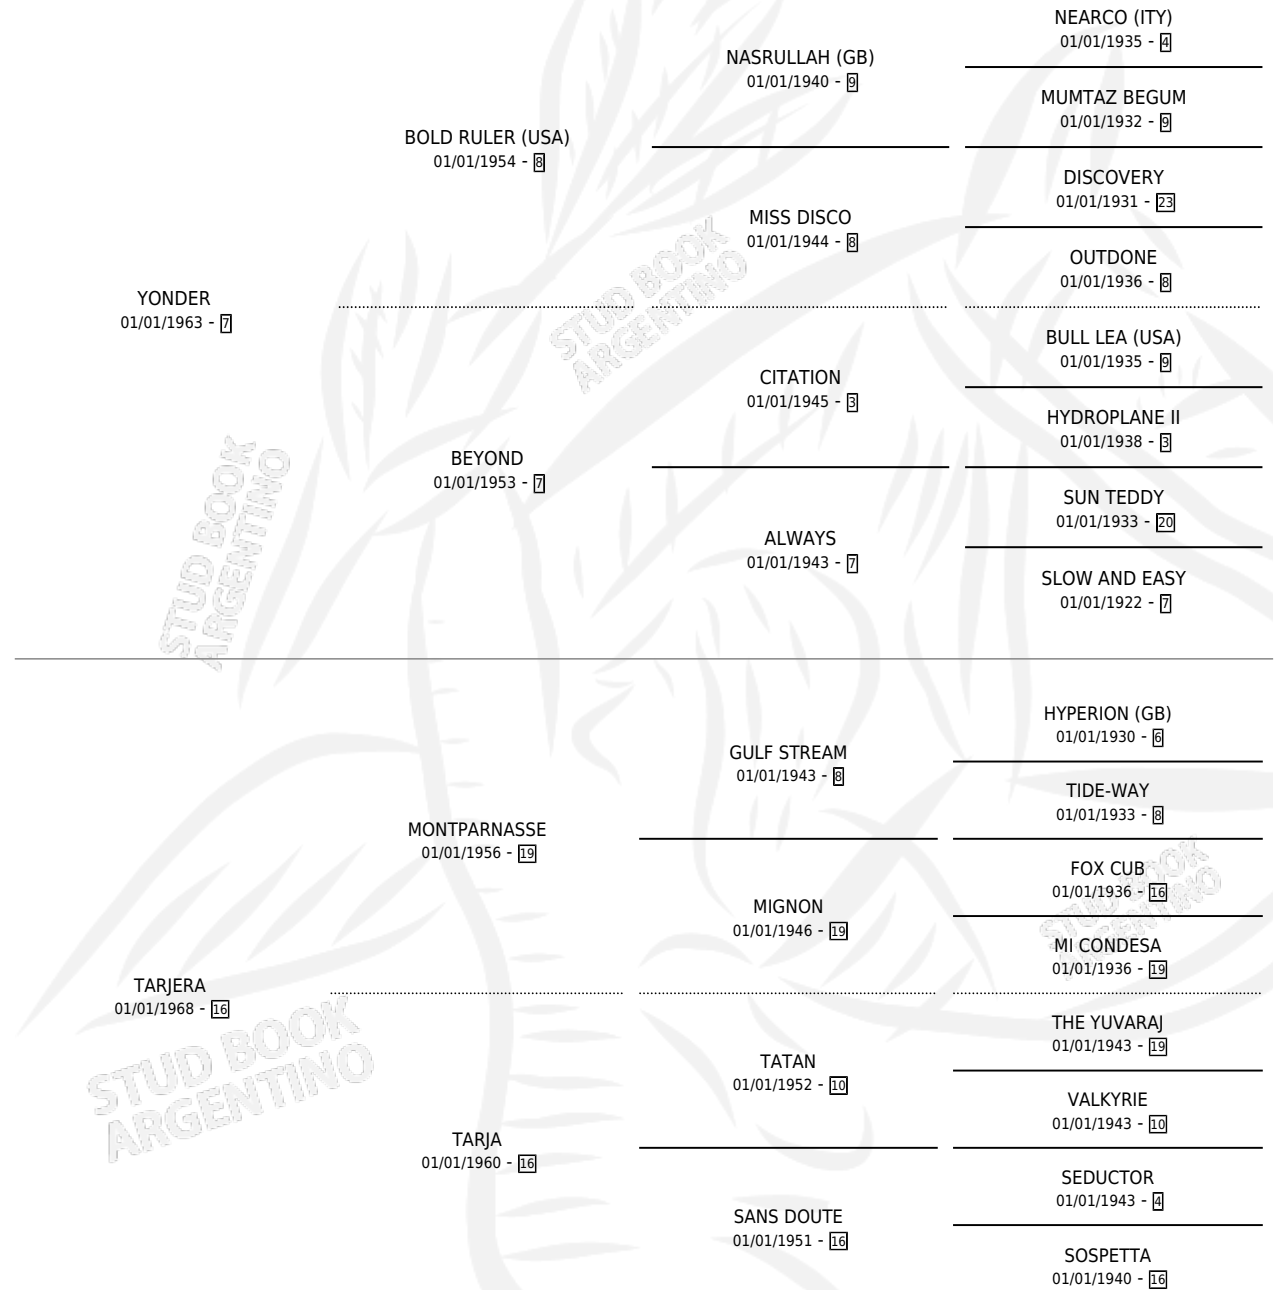 NEARCO (ITY)
01/01/1935 - 4
NASRULLAH (GB)
01/01/1940 - 9
MUMTAZ BEGUM
01/01/1932 - 9
BOLD RULER (USA)
01/01/1954 - 8
DISCOVERY
01/01/1931 - 23
MISS DISCO
01/01/1944 - 8
OUTDONE
01/01/1936 - 8
STUD BOOK
ARGENTINO
YONDER
01/01/1963 - 7
BULL LEA (USA)
01/01/1935 - 9
CITATION
01/01/1945 - 3
HYDROPLANE II
01/01/1938 - 3
BEYOND
01/01/1953 - 7
SUN TEDDY
01/01/1933 - 20
ALWAYS
01/01/1943 - 7
SLOW AND EASY
01/01/1922 - 7
STUD BOOK
ARGENTINO
HYPERION (GB)
01/01/1930 - 6
GULF STREAM
01/01/1943 - 8
TIDE-WAY
01/01/1933 - 8
MONTPARNASSE
01/01/1956 - 19
FOX CUB
01/01/1936 - 16
MIGNON
01/01/1946 - 19
MI CONDESA
01/01/1936 - 19
STUD BOOK
ARGENTINO
TARJERA
01/01/1968 - 16
THE YUVARAJ
01/01/1943 - 19
TATAN
01/01/1952 - 10
VALKYRIE
01/01/1943 - 10
STUD BOOK
ARGENTINO
TARJA
01/01/1960 - 16
SEDUCTOR
01/01/1943 - 4
SANS DOUTE
01/01/1951 - 16
SOSPETTA
01/01/1940 - 16